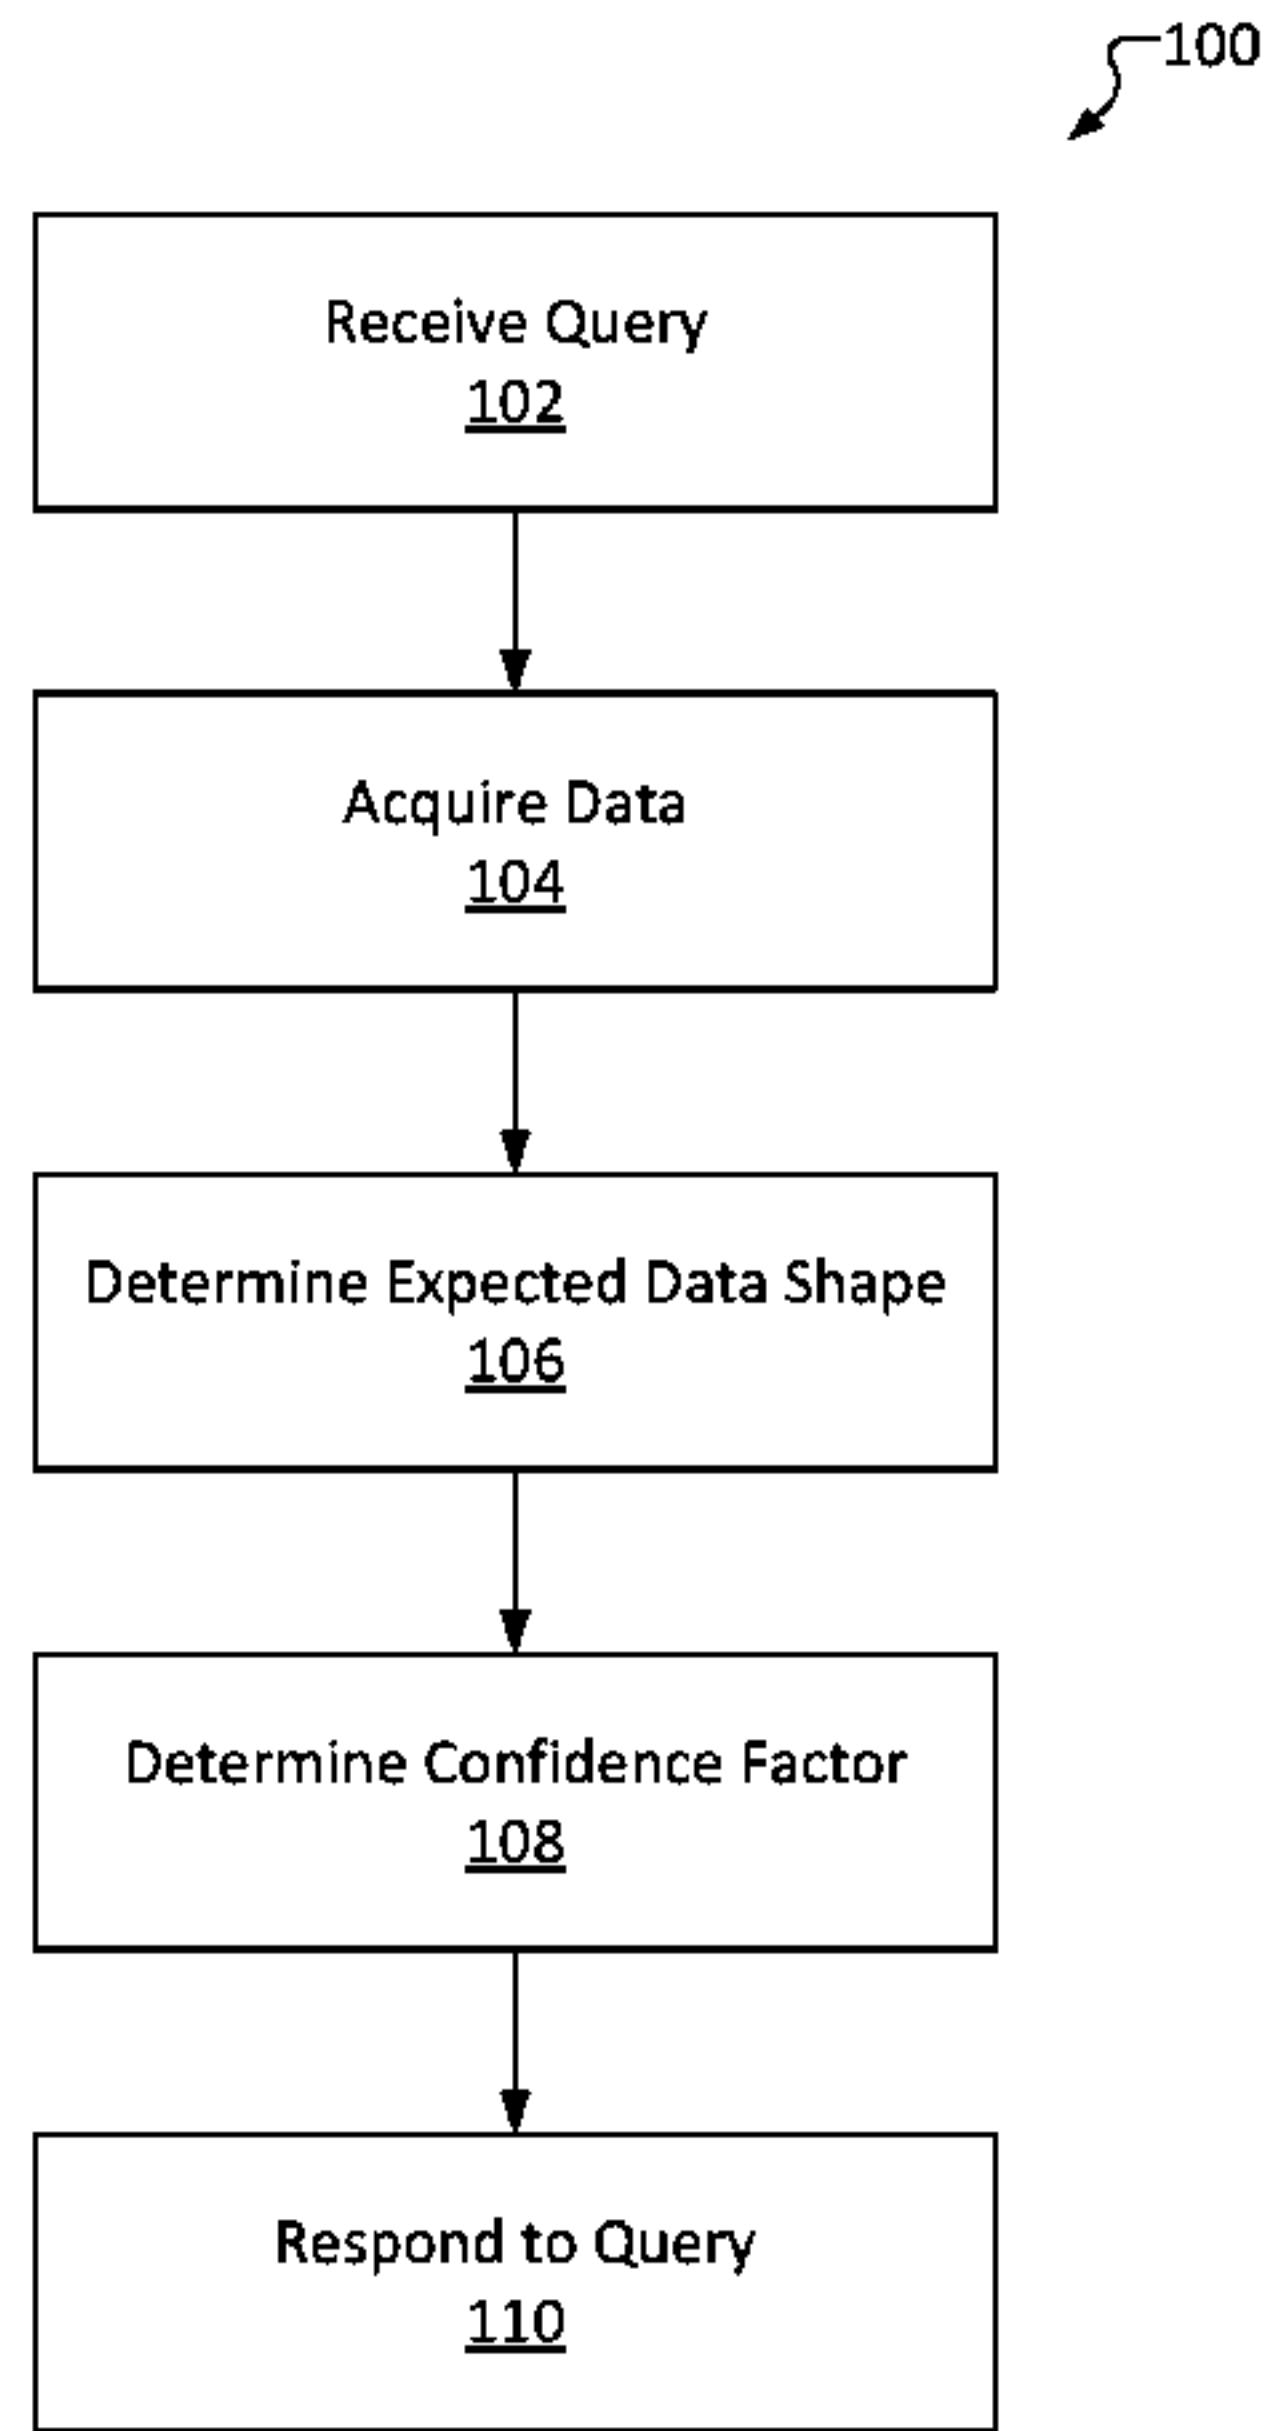 100
Receive Query
102
Acquire Data
104
Determine Expected Data Shape
106
Determine Confidence Factor
108
Respond to Query
110